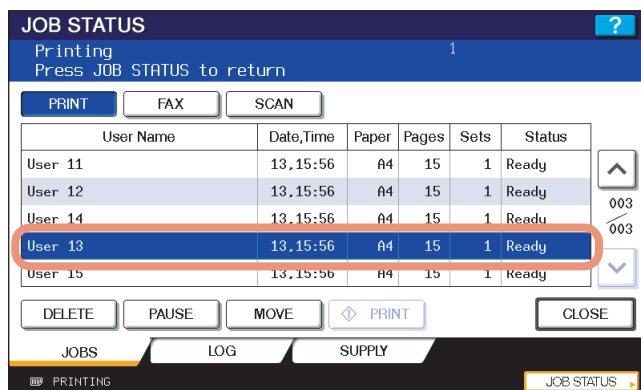 JOB STATUS ?
Printing 1
Press JOB STATUS to return
PRINT FAX SCAN
User Name Date,Time Paper Pages Sets Status
User 11 13,15:56 A4 15 1 Ready
User 12 13,15:56 A4 15 1 Ready
User 14 13,15:56 A4 15 1 Ready
User 13 13,15:56 A4 15 1 Ready
User 15 13,15:56 A4 15 1 Ready
003
003
DELETE PAUSE MOVE PRINT CLOSE
JOBS LOG SUPPLY
PRINTING JOB STATUS